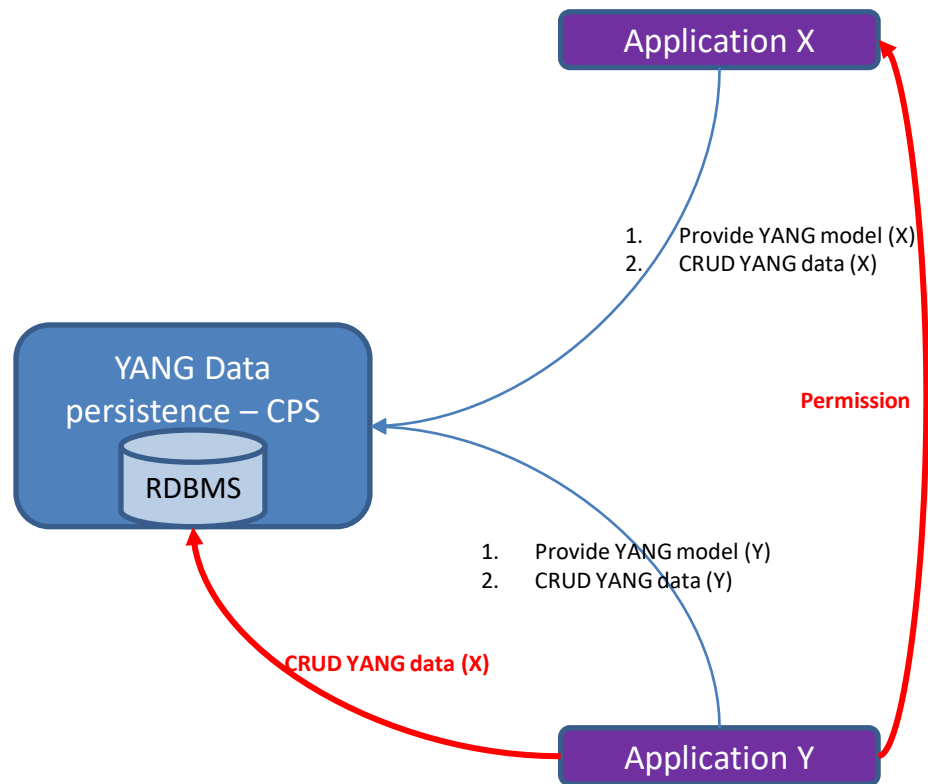 Application X
1. Provide YANG model (X)
2. CRUD YANG data (X)
YANG Data
persistence – CPS
RDBMS
Permission
1. Provide YANG model (Y)
2. CRUD YANG data (Y)
CRUD YANG data (X)
Application Y